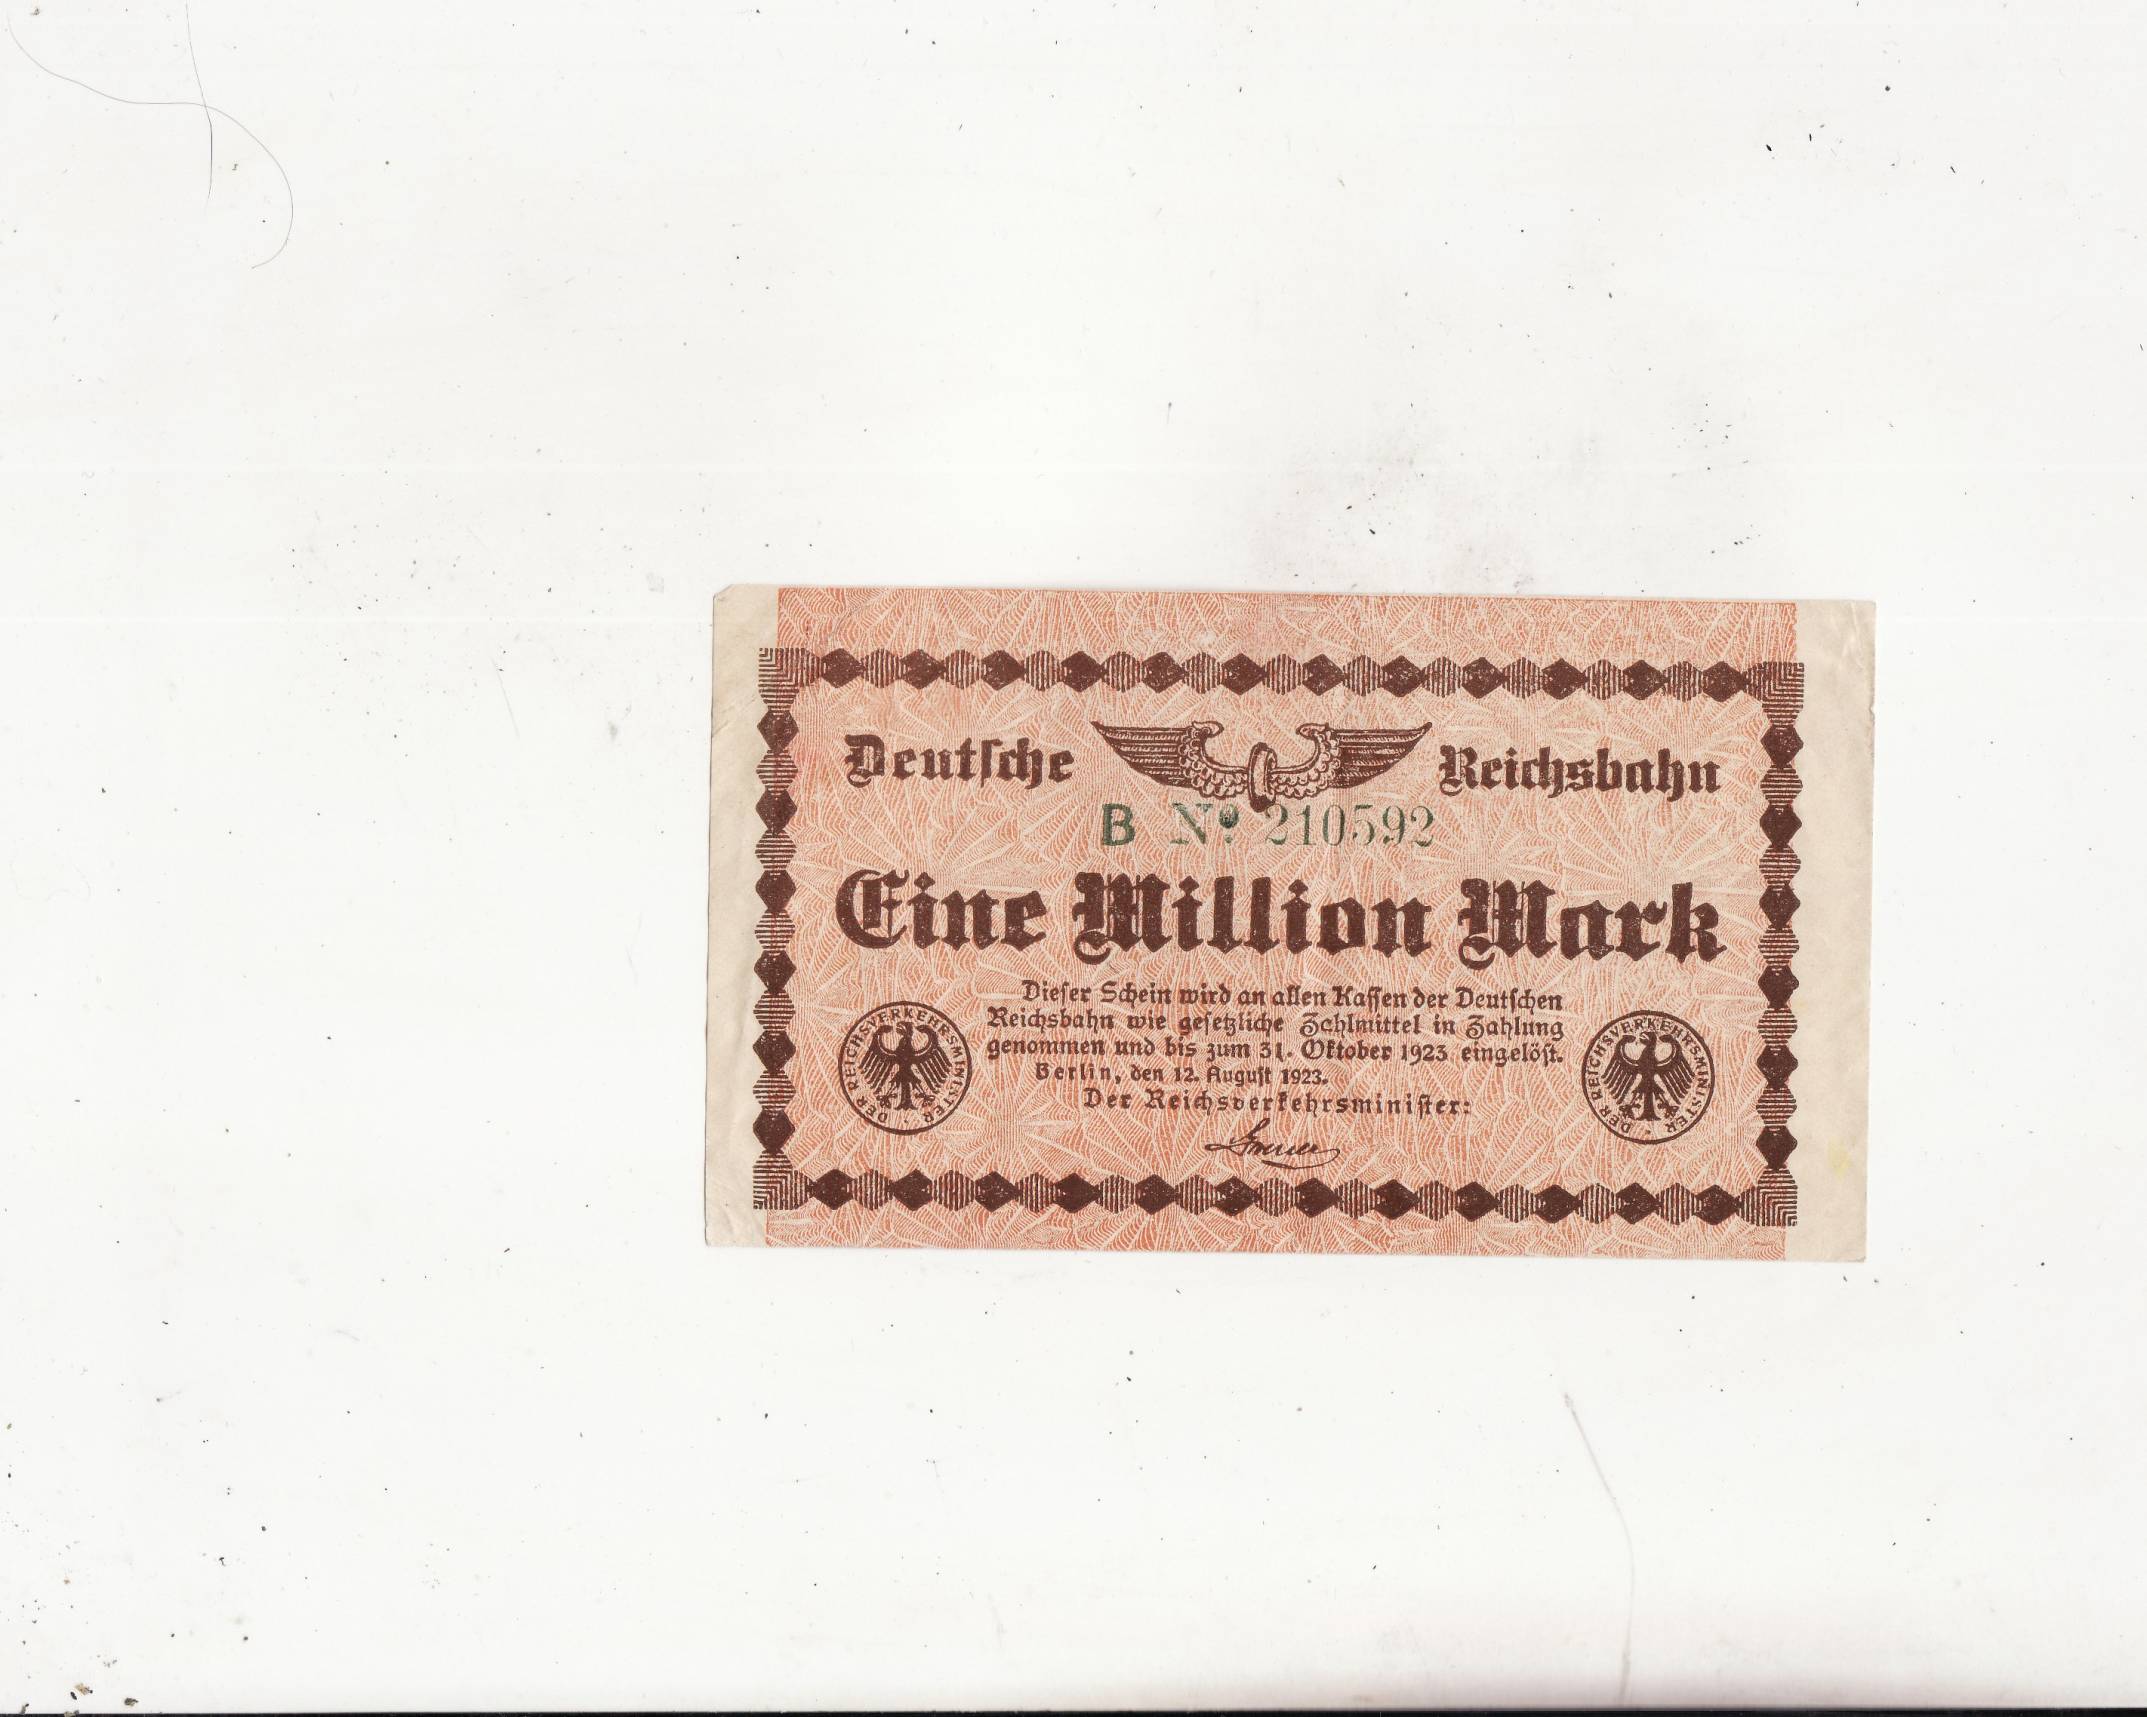 Deutsche Reichsbahn
B Nº 210592
Eine Million Mark
Dieser Schein wird an allen Kassen der Deutschen
Reichsbahn wie gesetzliche Zahlmittel in Zahlung
genommen und bis zum 31. Oktober 1923 eingelöst.
Berlin, den 12. August 1923.
Der Reichsverkehrsminister:
DER REICHSVERKEHRSMINISTER
DER REICHSVERKEHRSMINISTER